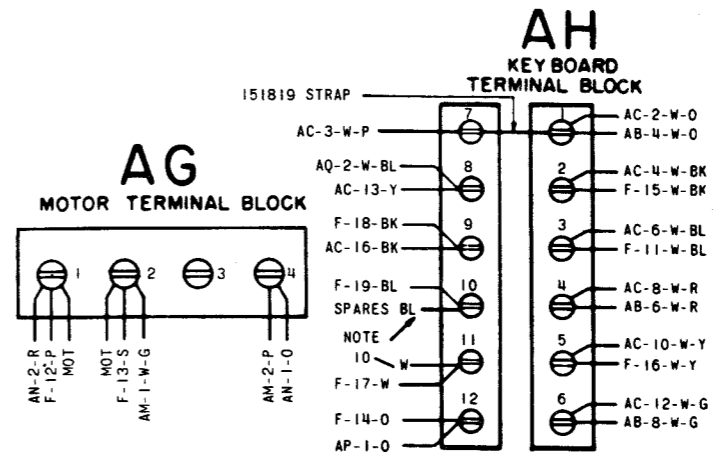 AH
KEYBOARD
TERMINAL BLOCK
151819 STRAP
7
1
AC-2-W-O
AC-3-W-P
AB-4-W-O
AG
MOTOR TERMINAL BLOCK
AQ-2-W-BL
8
2
AC-4-W-BK
AC-13-Y
F-15-W-BK
F-18-BK
9
3
AC-6-W-BL
AC-16-BK
F-11-W-BL
1
2
3
4
F-19-BL
10
4
AC-8-W-R
SPARES BL
AB-6-W-R
NOTE
10
W
11
5
AC-10-W-Y
F-17-W
F-16-W-Y
12
6
AC-12-W-G
F-14-O
AB-8-W-G
AP-1-O
AN-2-R
F-12-P
MOT
MOT
F-13-S
AM-1-W-G
AM-2-P
AN-1-O